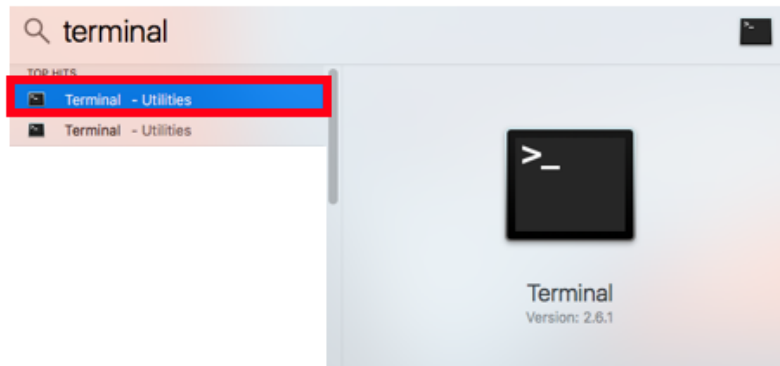 terminal
TOP HITS
Terminal - Utilities
Terminal - Utilities
>_
Terminal
Version: 2.6.1